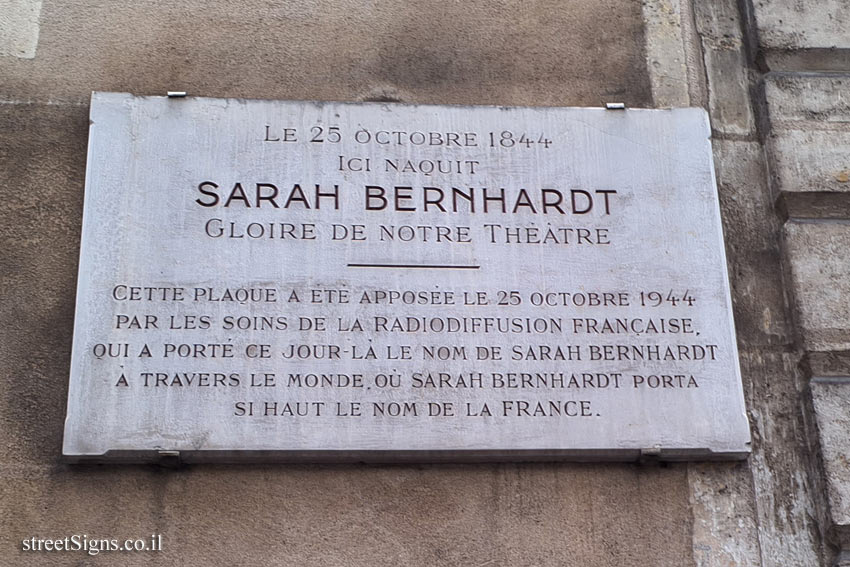 LE 25 OCTOBRE 1844
ICI NAQUIT
SARAH BERNHARDT
GLOIRE DE NOTRE THÉÂTRE
CETTE PLAQUE A ÉTÉ APPOSÉE LE 25 OCTOBRE 1944
PAR LES SOINS DE LA RADIODIFFUSION FRANÇAISE,
QUI A PORTÉ CE JOUR-LÀ LE NOM DE SARAH BERNHARDT
À TRAVERS LE MONDE, OÙ SARAH BERNHARDT PORTA
SI HAUT LE NOM DE LA FRANCE.
streetSigns.co.il